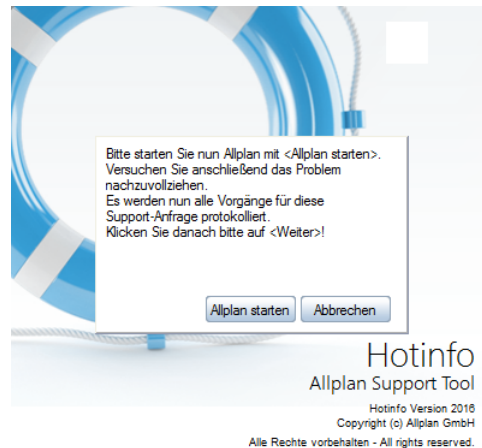 Bitte starten Sie nun Allplan mit <Allplan starten>.
Versuchen Sie anschließend das Problem
nachzuvollziehen.
Es werden nun alle Vorgänge für diese
Support-Anfrage protokolliert.
Klicken Sie danach bitte auf <Weiter>!
Allplan starten Abbrechen
Hotinfo
Allplan Support Tool
Hotinfo Version 2016
Copyright (c) Allplan GmbH
Alle Rechte vorbehalten - All rights reserved.